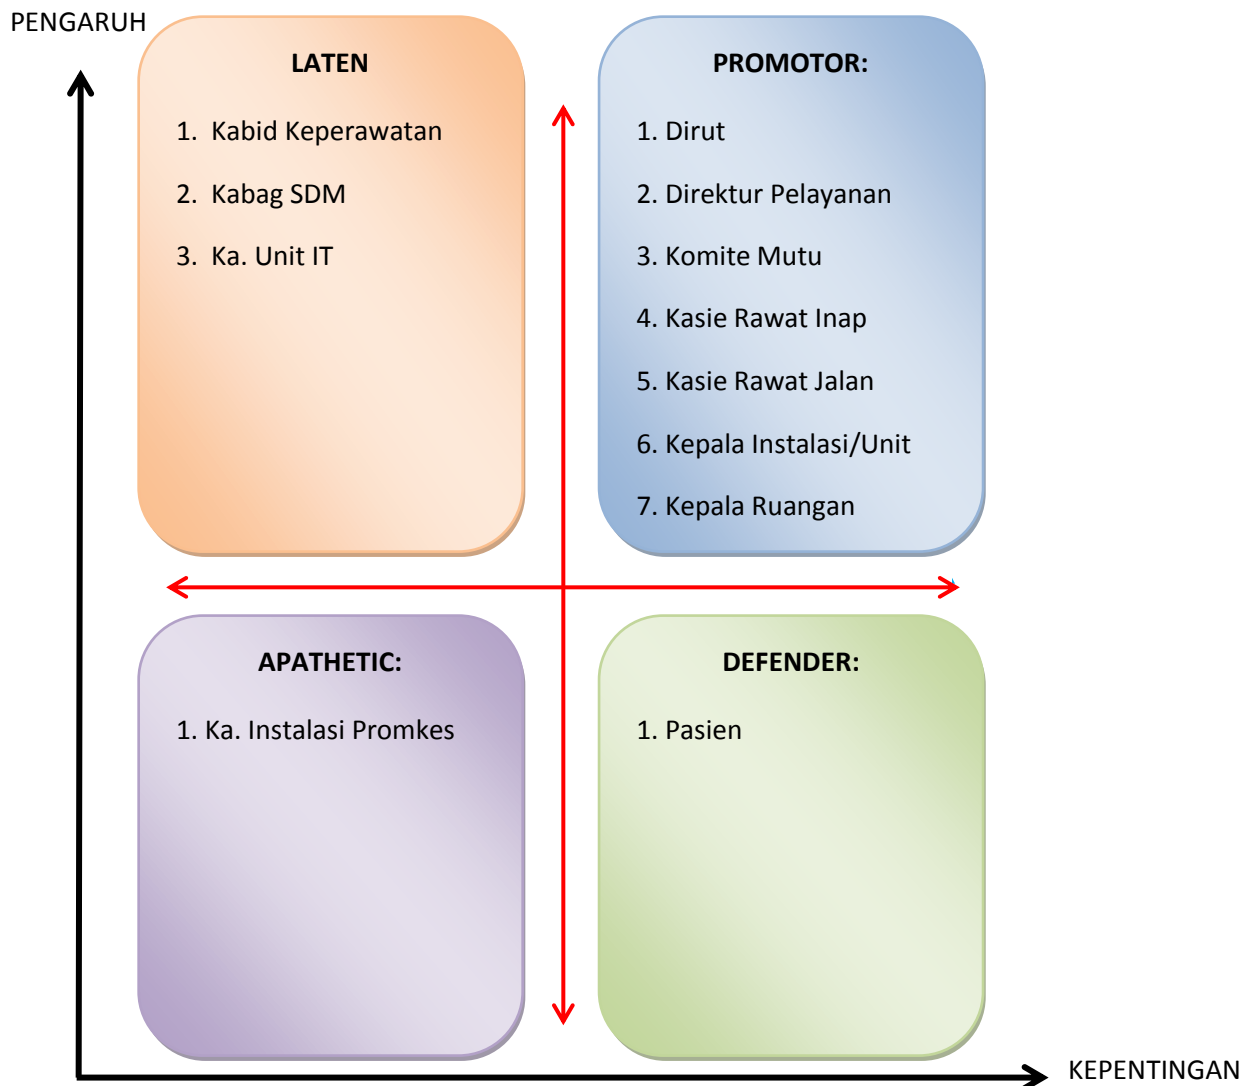 PENGARUH
LATEN
1. Kabid Keperawatan
2. Kabag SDM
3. Ka. Unit IT
PROMOTOR:
1. Dirut
2. Direktur Pelayanan
3. Komite Mutu
4. Kasie Rawat Inap
5. Kasie Rawat Jalan
6. Kepala Instalasi/Unit
7. Kepala Ruangan
APATHETIC:
1. Ka. Instalasi Promkes
DEFENDER:
1. Pasien
KEPENTINGAN